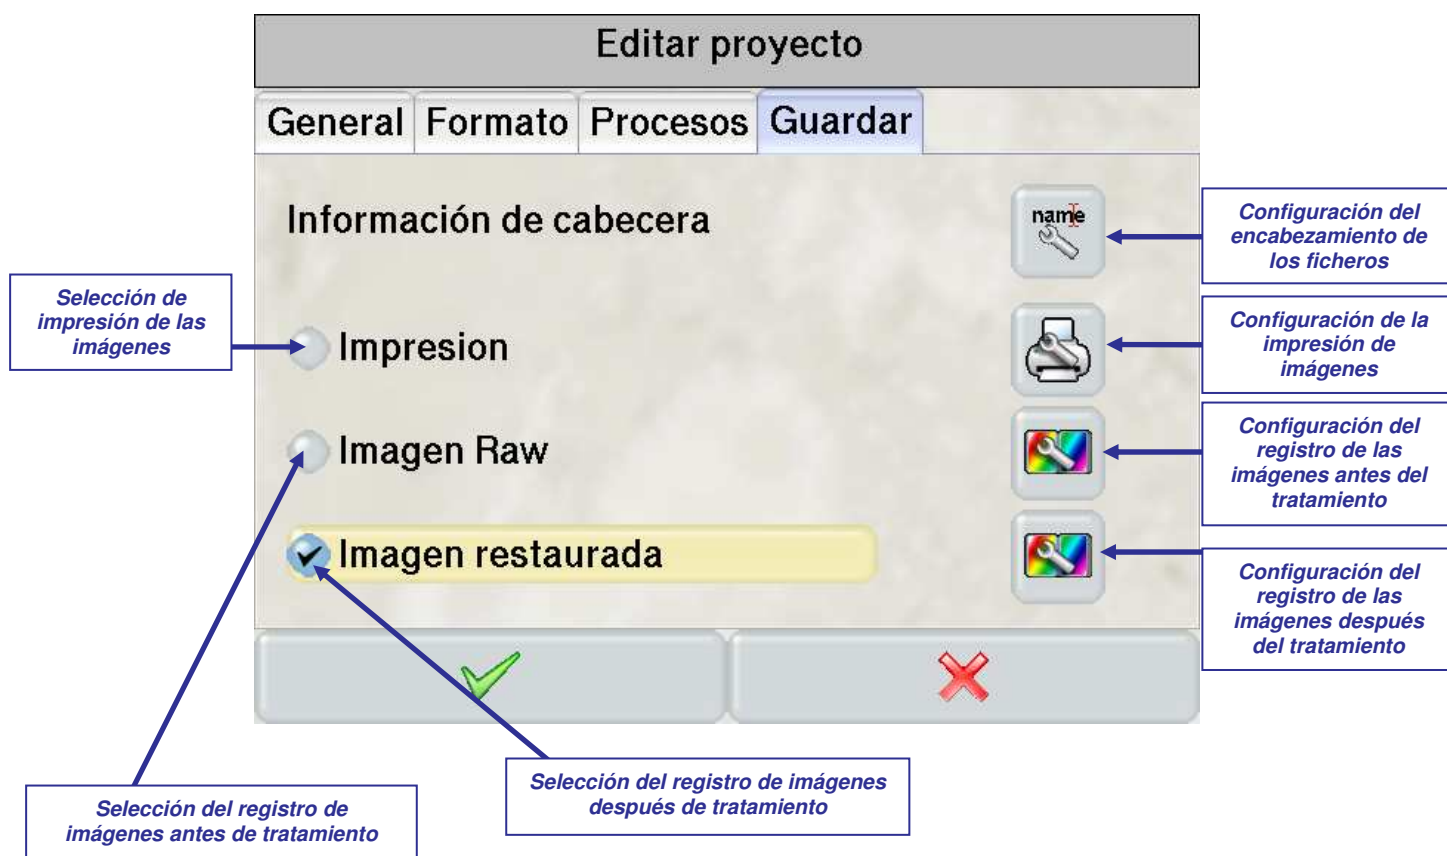 Editar proyecto
General Formato Procesos Guardar
Información de cabecera
name
Configuración del
encabezamiento de
los ficheros
Selección de
impresión de las
imágenes
Impresion
Configuración de la
impresión de
imágenes
Imagen Raw
Configuración del
registro de las
imágenes antes del
tratamiento
Imagen restaurada
Configuración del
registro de las
imágenes después
del tratamiento
Selección del registro de imágenes
después de tratamiento
Selección del registro de
imágenes antes de tratamiento